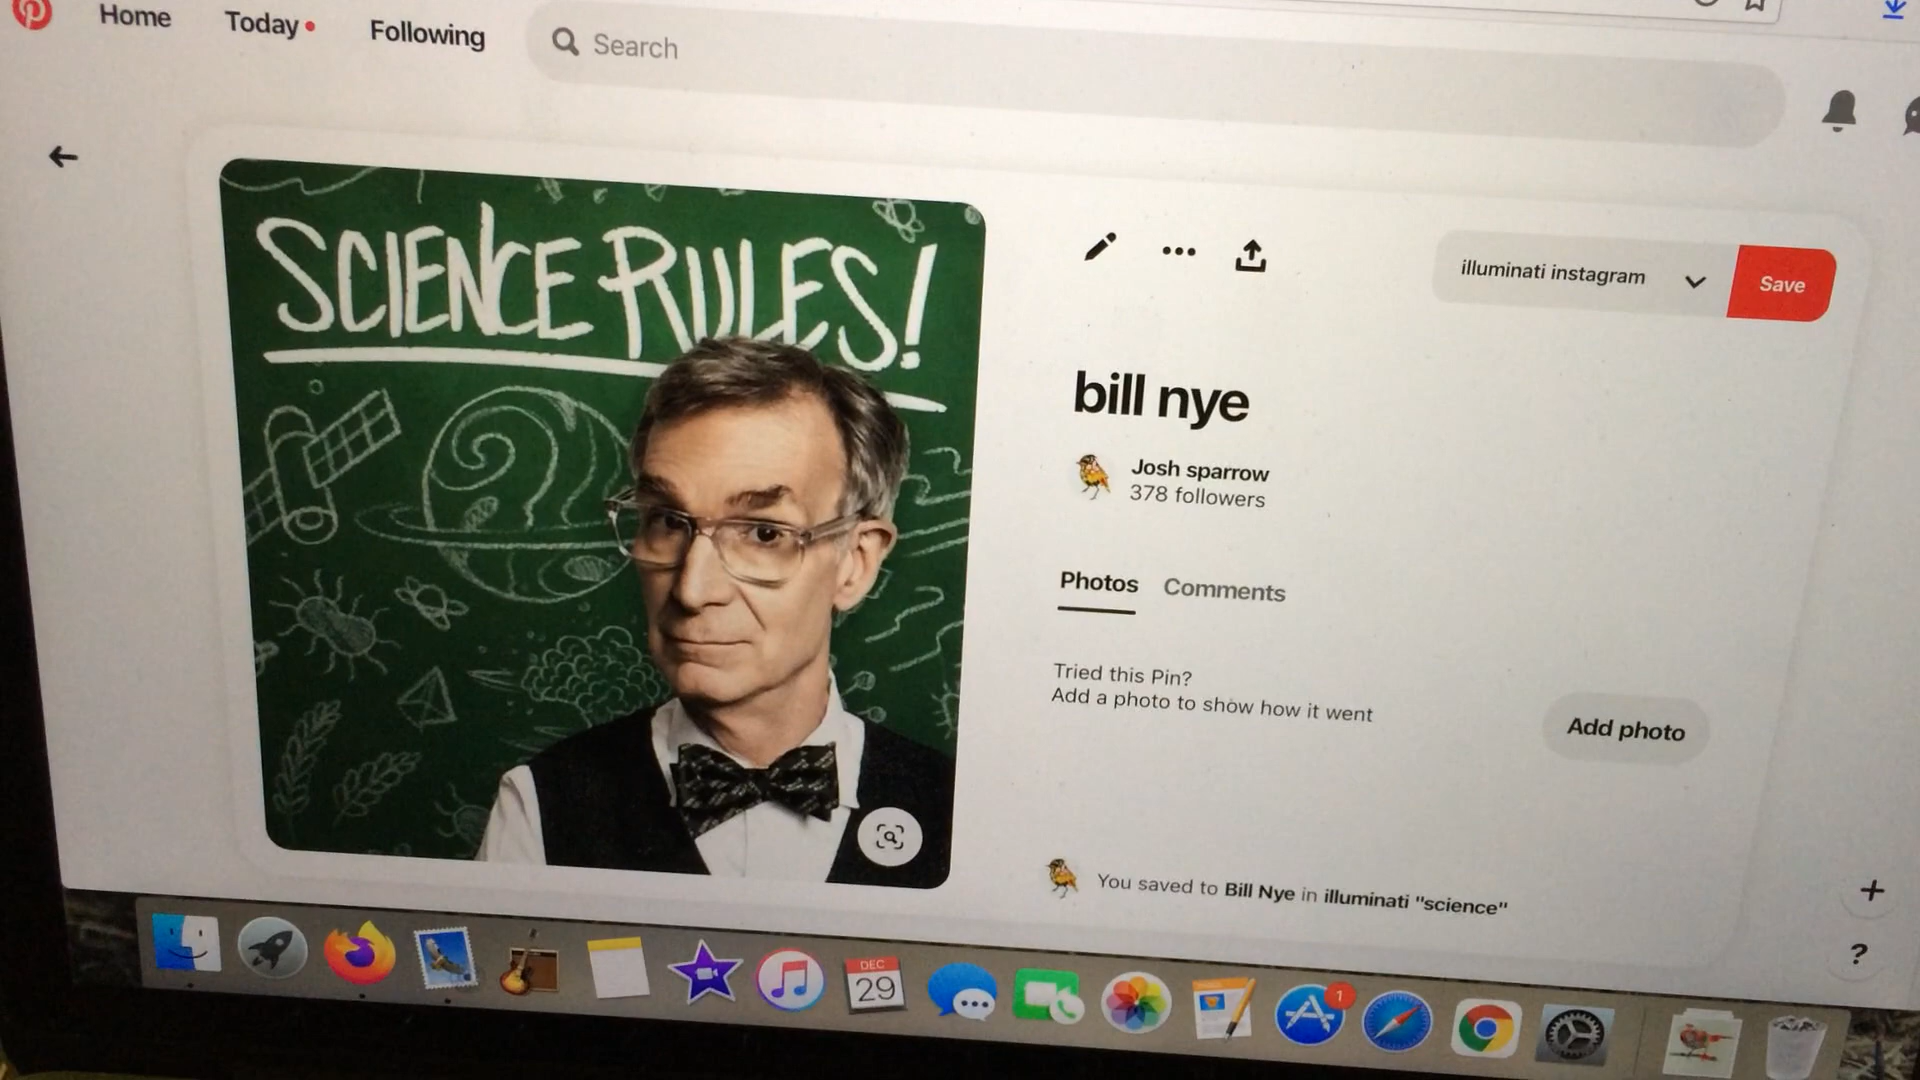 Home Today Following Search
SCIENCE RULES!
illuminati instagram Save
bill nye
Josh sparrow
378 followers
Photos Comments
Tried this Pin?
Add a photo to show how it went
Add photo
You saved to Bill Nye in illuminati "science"
?
DEC
29
1